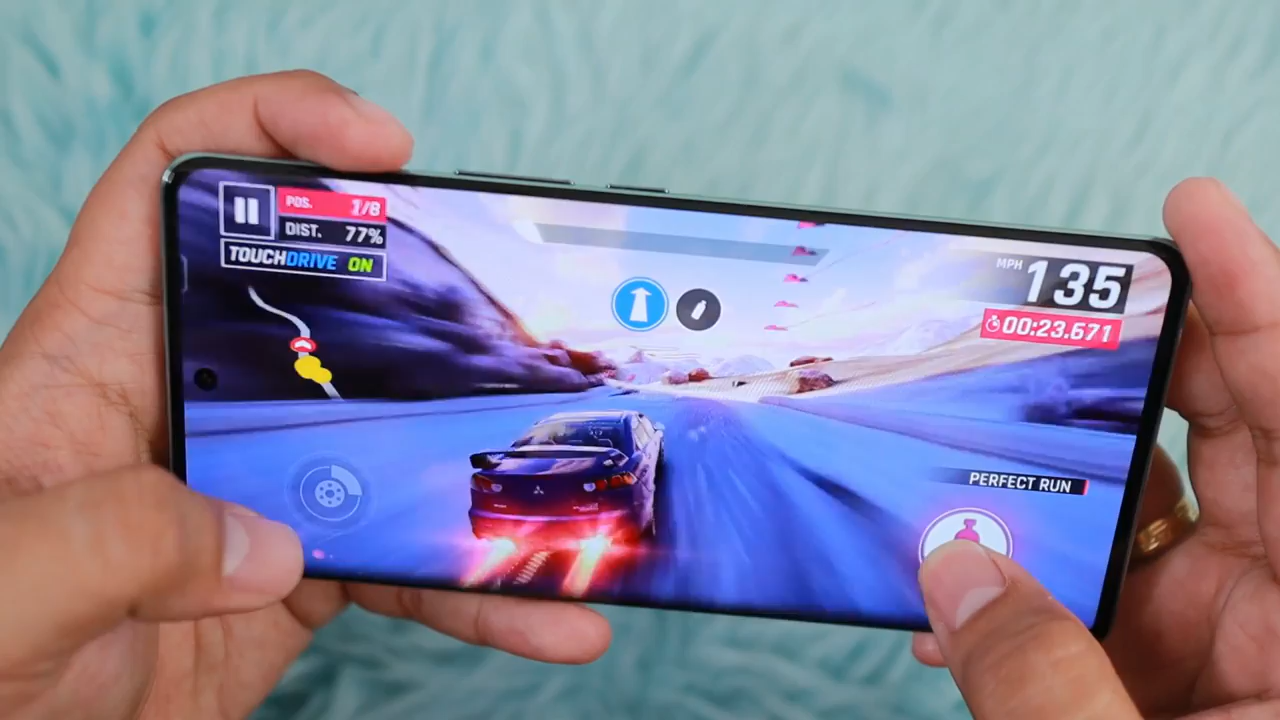 POS. 1/8
DIST. 77%
TOUCHDRIVE ON
MPH 135
00:23.671
PERFECT RUN